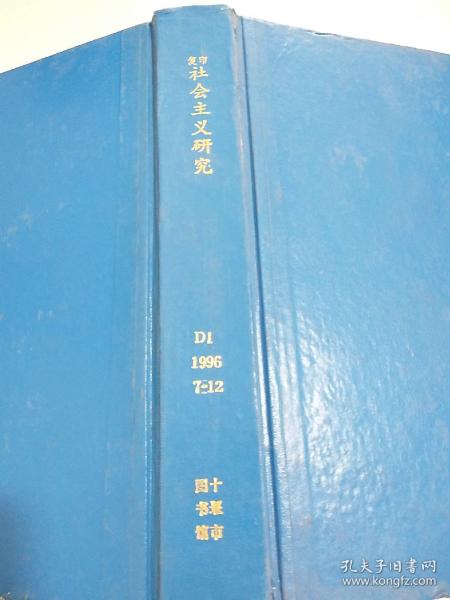 复印
社会主义研究
D1
1996
7-12
十堰市
图书馆
孔夫子旧书网
www.kongfz.com